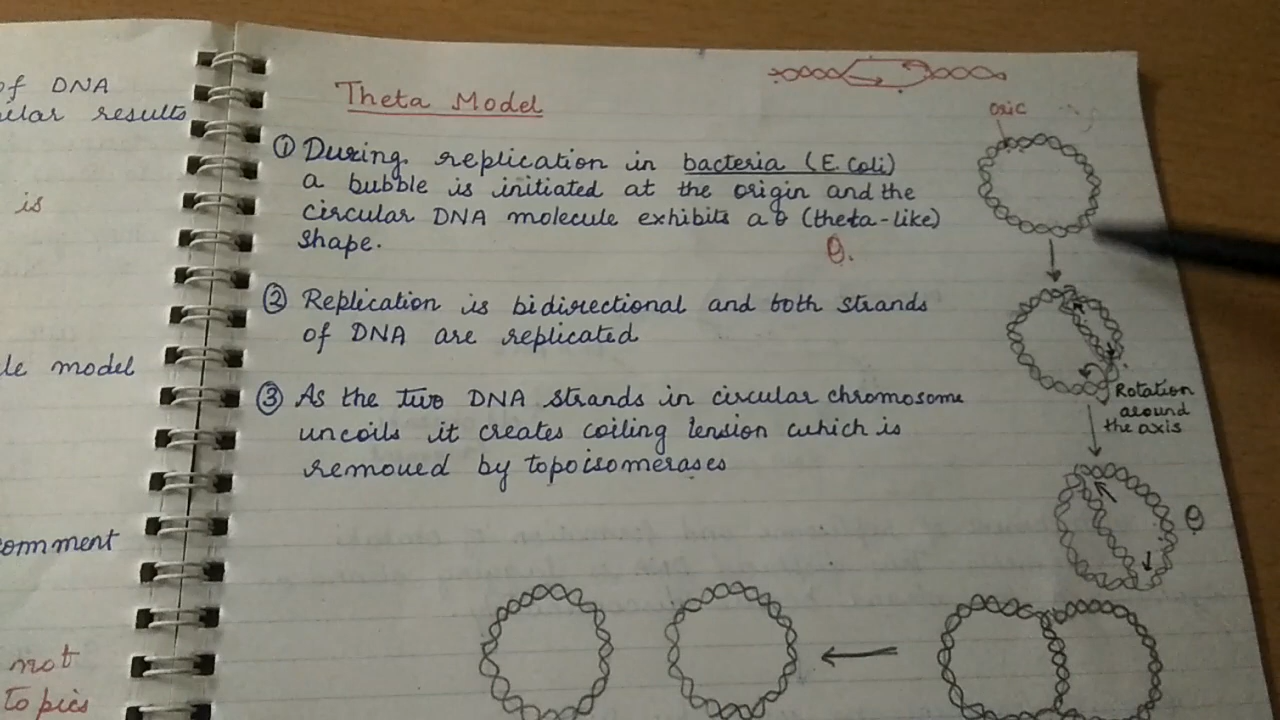 of DNA
results
is
model
comment
not
topics
Theta Model
① During replication in bacteria (E. Coli)
a bubble is initiated at the origin and the
circular DNA molecule exhibits a θ (theta-like)
shape.
θ.
② Replication is bidirectional and both strands
of DNA are replicated
③ As the two DNA strands in circular chromosome
uncoils it creates coiling tension which is
removed by topoisomerases
oric
Rotation
around
the axis
θ